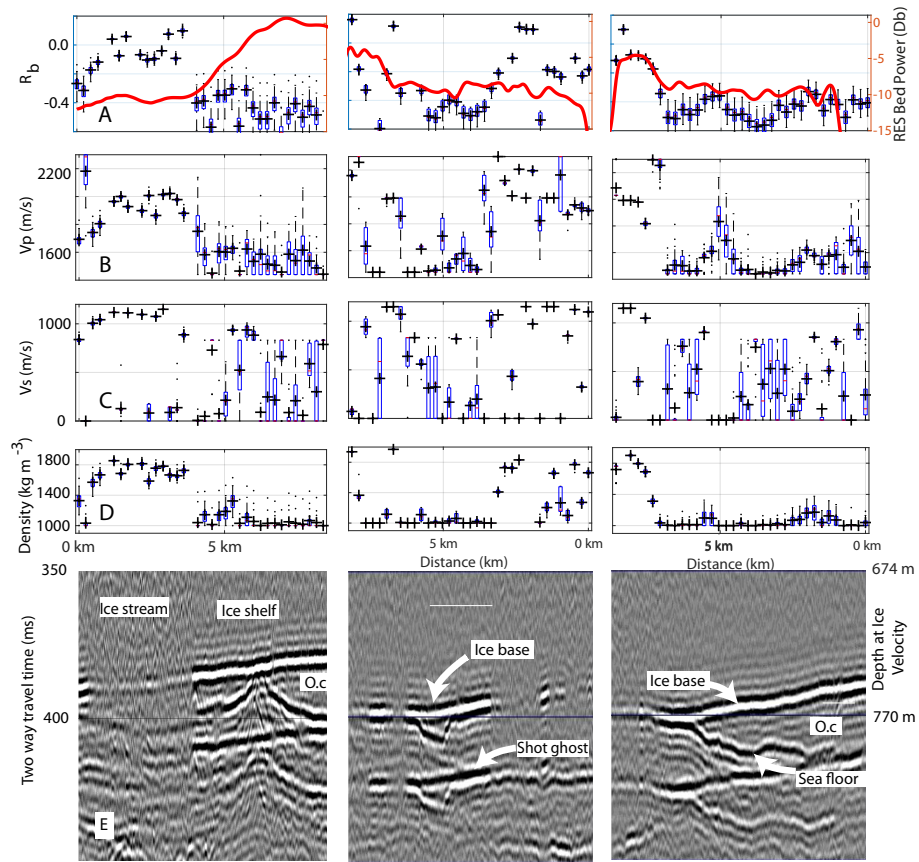 0.0
-0.4
R_b
A
0
-5
-10
-15
RES Bed Power (Db)
2200
1600
Vp (m/s)
B
1000
0
Vs (m/s)
C
1800
1400
1000
Density (kg m⁻³)
D
0 km
5 km
5 km
0 km
5 km
0 km
Distance (km)
Distance (km)
350
400
450
Two way travel time (ms)
674 m
770 m
Depth at Ice
Velocity
Ice stream
Ice shelf
O.c
E
Ice base
Shot ghost
Ice base
O.c
Sea floor